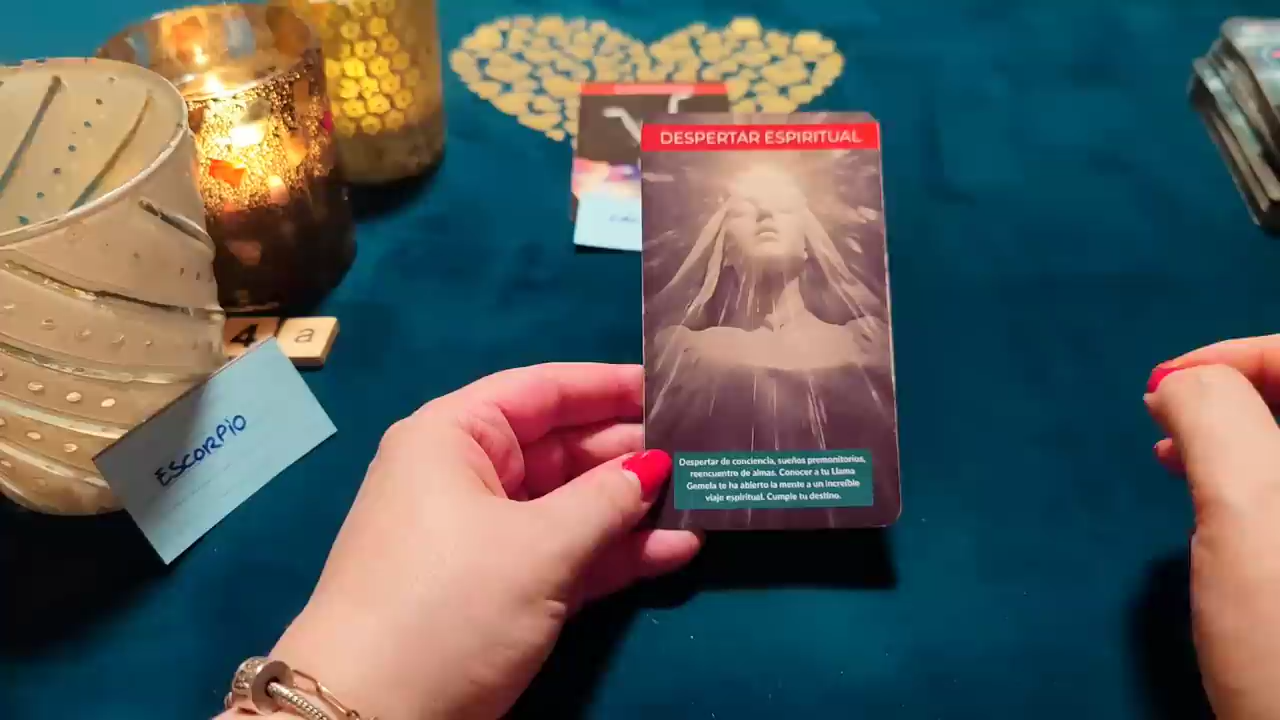 DESPERTAR ESPIRITUAL
4 a
ESCORPIO
Despertar de conciencia, sueños premonitorios,
reencuentro de almas. Conocer a tu Llama
Gemela te ha abierto la mente a un increíble
viaje espiritual. Cumple tu destino.